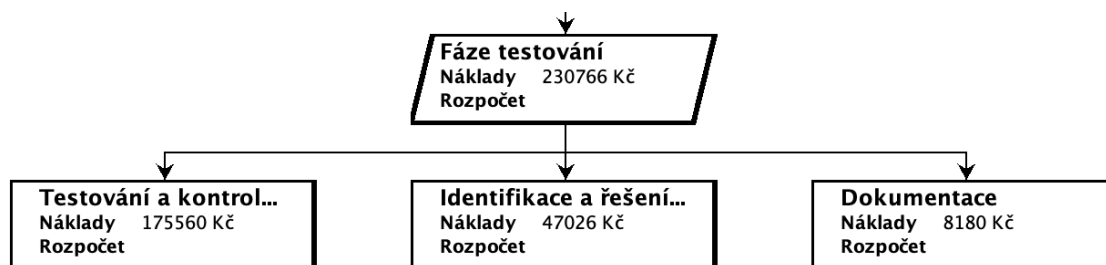 Fáze testování
Náklady 230766 Kč
Rozpočet
Testování a kontrol...
Náklady 175560 Kč
Rozpočet
Identifikace a řešení...
Náklady 47026 Kč
Rozpočet
Dokumentace
Náklady 8180 Kč
Rozpočet